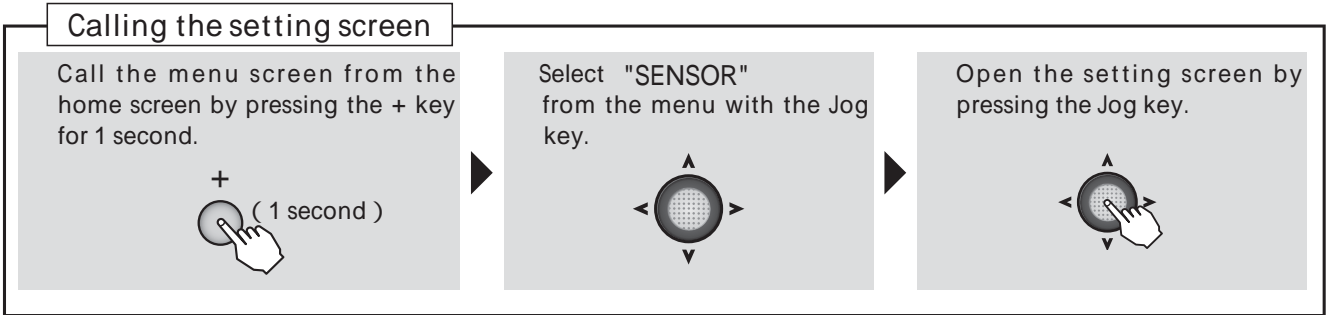 Calling the setting screen
Call the menu screen from the
home screen by pressing the + key
for 1 second.
+
( 1 second )
Select "SENSOR"
from the menu with the Jog
key.
Open the setting screen by
pressing the Jog key.